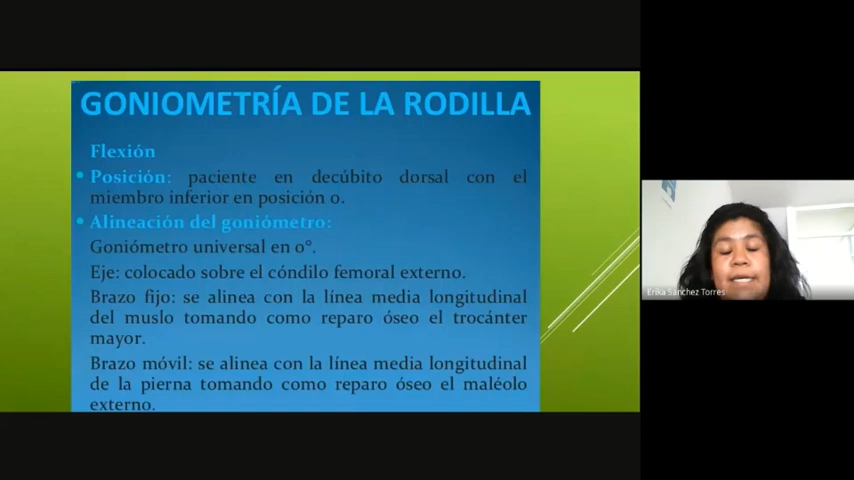 GONIOMETRÍA DE LA RODILLA
Flexión
• Posición: paciente en decúbito dorsal con el
miembro inferior en posición 0.
• Alineación del goniómetro:
Goniómetro universal en 0°.
Eje: colocado sobre el cóndilo femoral externo.
Brazo fijo: se alinea con la línea media longitudinal
del muslo tomando como reparo óseo el trocánter
mayor.
Brazo móvil: se alinea con la línea media longitudinal
de la pierna tomando como reparo óseo el maléolo
externo.
Erika Sanchez Torres